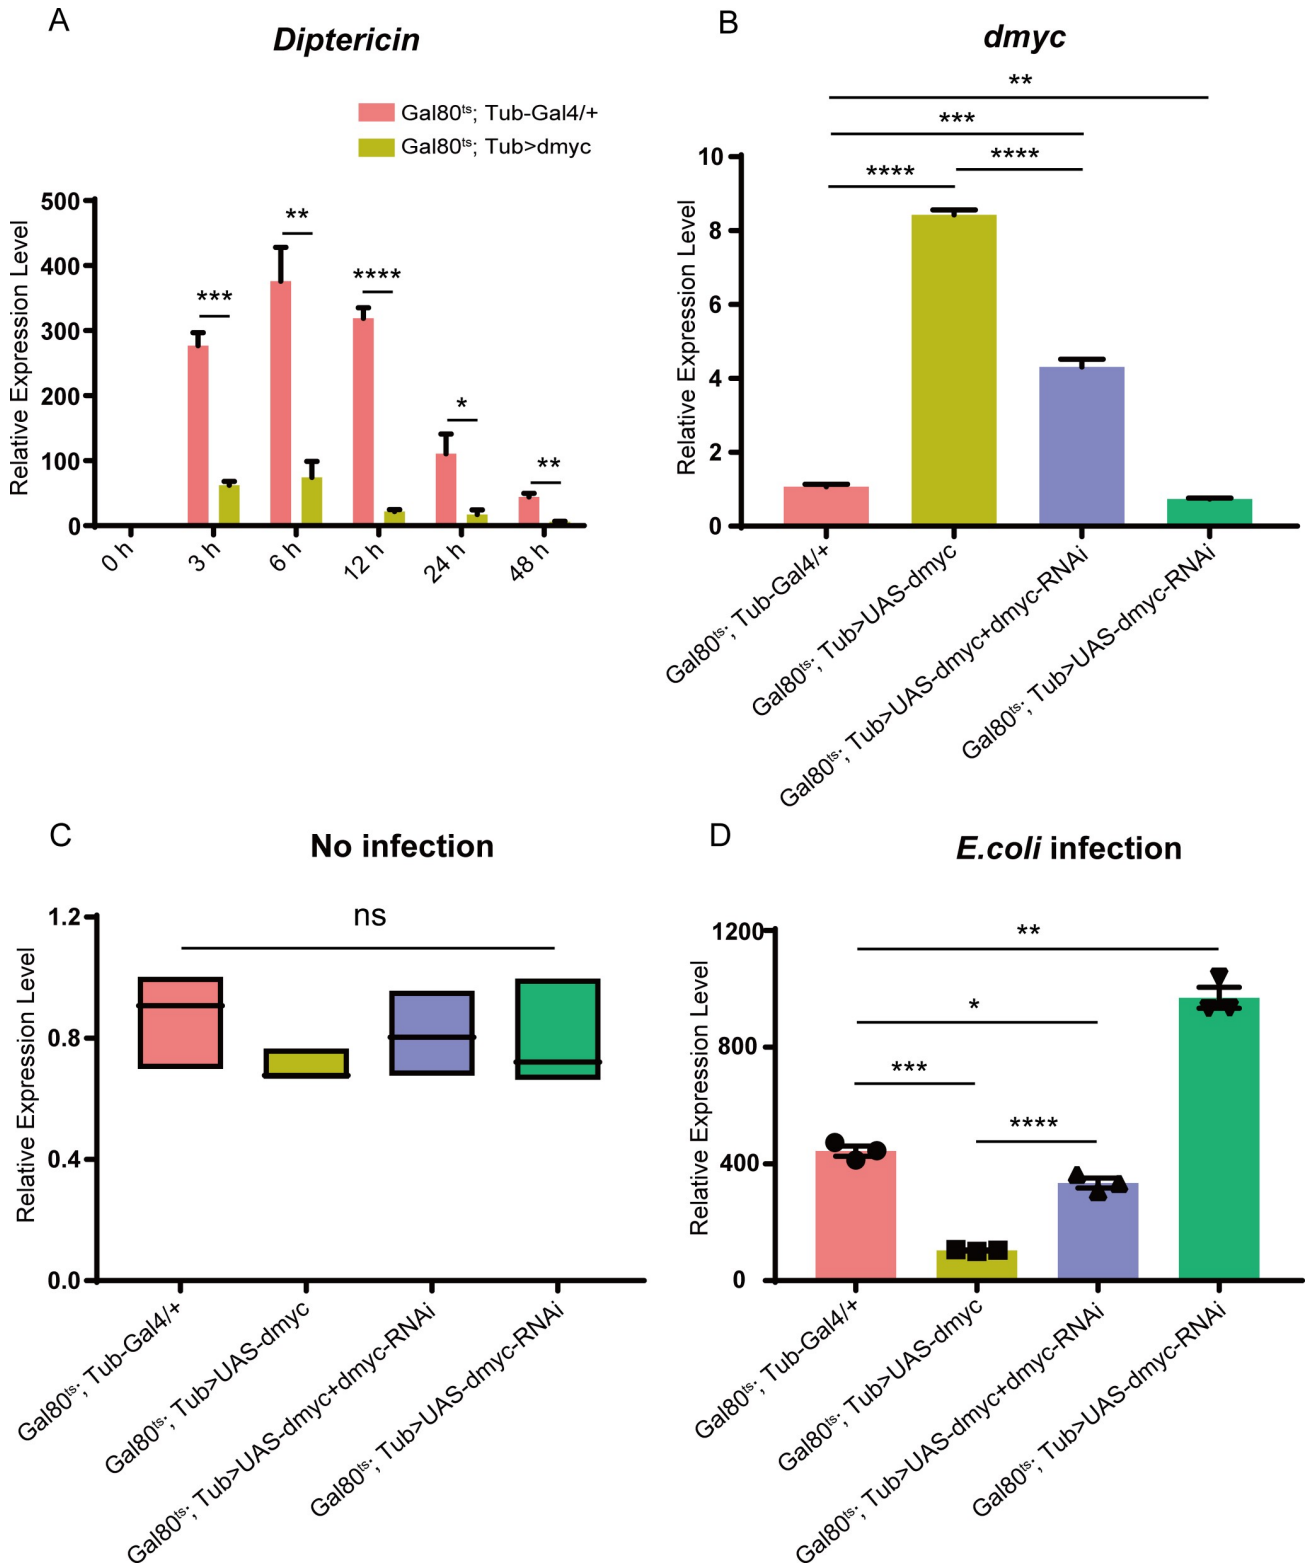 A
Diptericin
Gal80ts; Tub-Gal4/+
Gal80ts; Tub>dmyc
Relative Expression Level
500
400
300
200
100
0
***
**
****
*
**
0 h
3 h
6 h
12 h
24 h
48 h
B
dmyc
**
***
****
****
Relative Expression Level
10
8
6
4
2
0
Gal80ts; Tub-Gal4/+
Gal80ts; Tub>UAS-dmyc
Gal80ts; Tub>UAS-dmyc+dmyc-RNAi
Gal80ts; Tub>UAS-dmyc-RNAi
C
No infection
ns
Relative Expression Level
1.2
0.8
0.4
0.0
Gal80ts; Tub-Gal4/+
Gal80ts; Tub>UAS-dmyc
Gal80ts; Tub>UAS-dmyc+dmyc-RNAi
Gal80ts; Tub>UAS-dmyc-RNAi
D
E.coli infection
**
*
***
****
Relative Expression Level
1200
800
400
0
Gal80ts; Tub-Gal4/+
Gal80ts; Tub>UAS-dmyc
Gal80ts; Tub>UAS-dmyc+dmyc-RNAi
Gal80ts; Tub>UAS-dmyc-RNAi